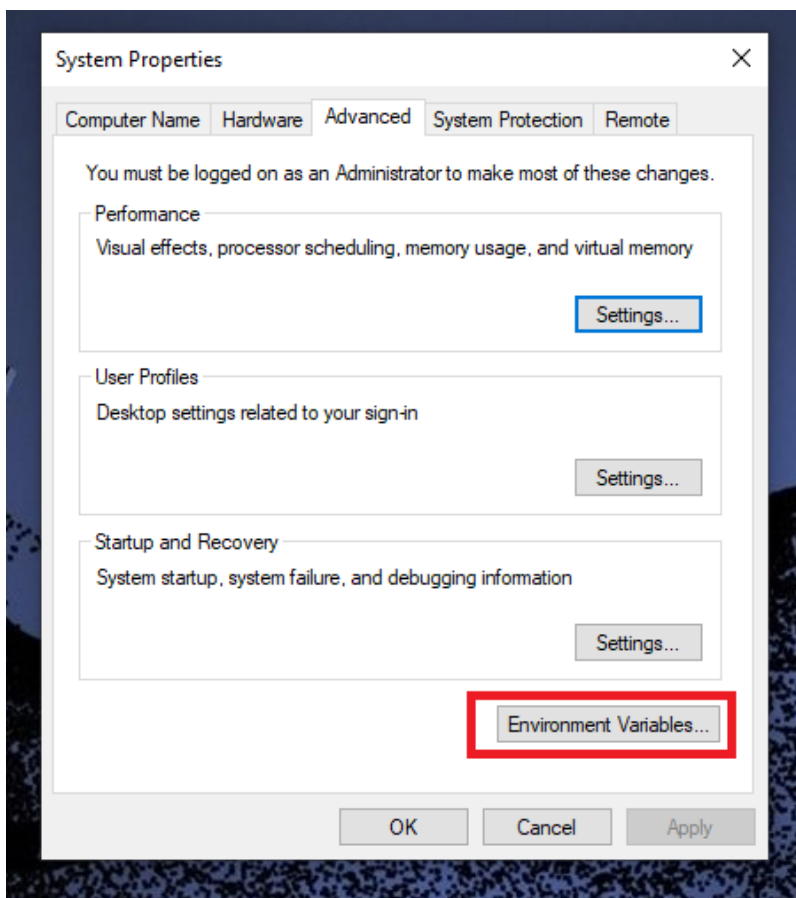 System Properties
Computer Name Hardware Advanced System Protection Remote
You must be logged on as an Administrator to make most of these changes.
Performance
Visual effects, processor scheduling, memory usage, and virtual memory
Settings...
User Profiles
Desktop settings related to your sign-in
Settings...
Startup and Recovery
System startup, system failure, and debugging information
Settings...
Environment Variables...
OK Cancel Apply